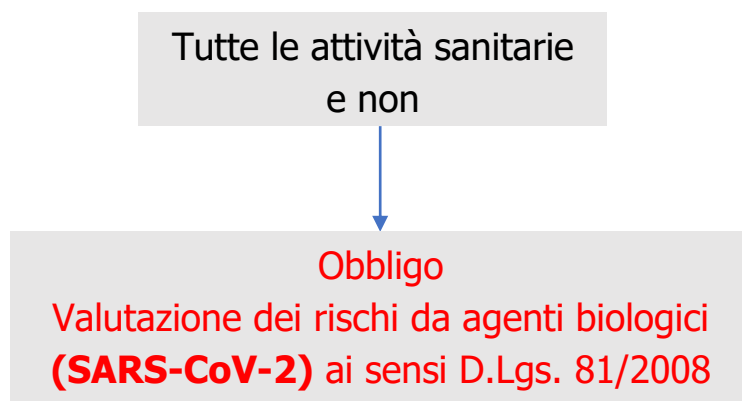 Tutte le attività sanitarie
e non
Obbligo
Valutazione dei rischi da agenti biologici
(SARS-CoV-2) ai sensi D.Lgs. 81/2008